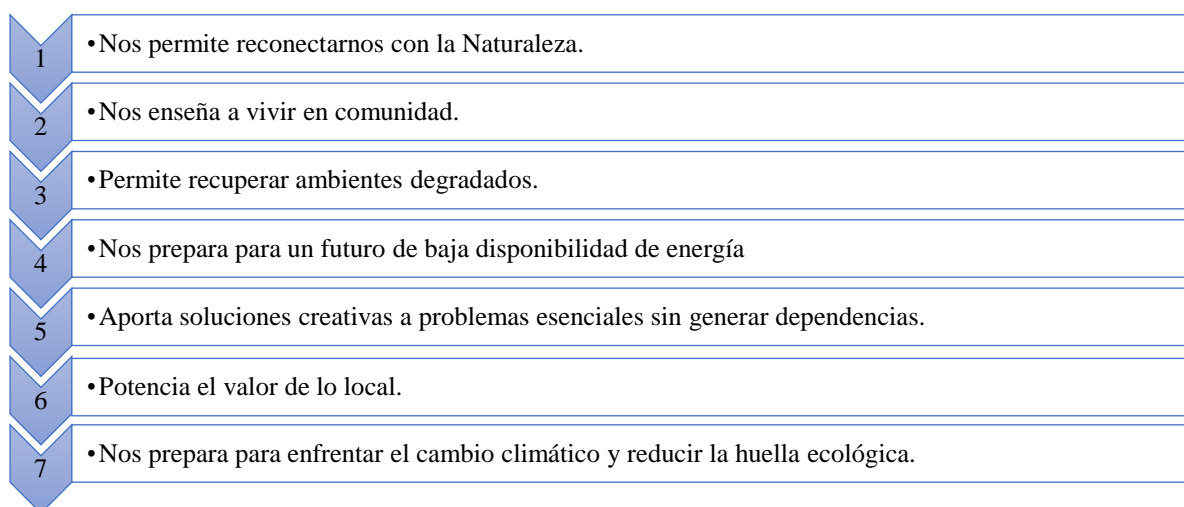 1 •Nos permite reconectarnos con la Naturaleza.
2 •Nos enseña a vivir en comunidad.
3 •Permite recuperar ambientes degradados.
4 •Nos prepara para un futuro de baja disponibilidad de energía
5 •Aporta soluciones creativas a problemas esenciales sin generar dependencias.
6 •Potencia el valor de lo local.
7 •Nos prepara para enfrentar el cambio climático y reducir la huella ecológica.